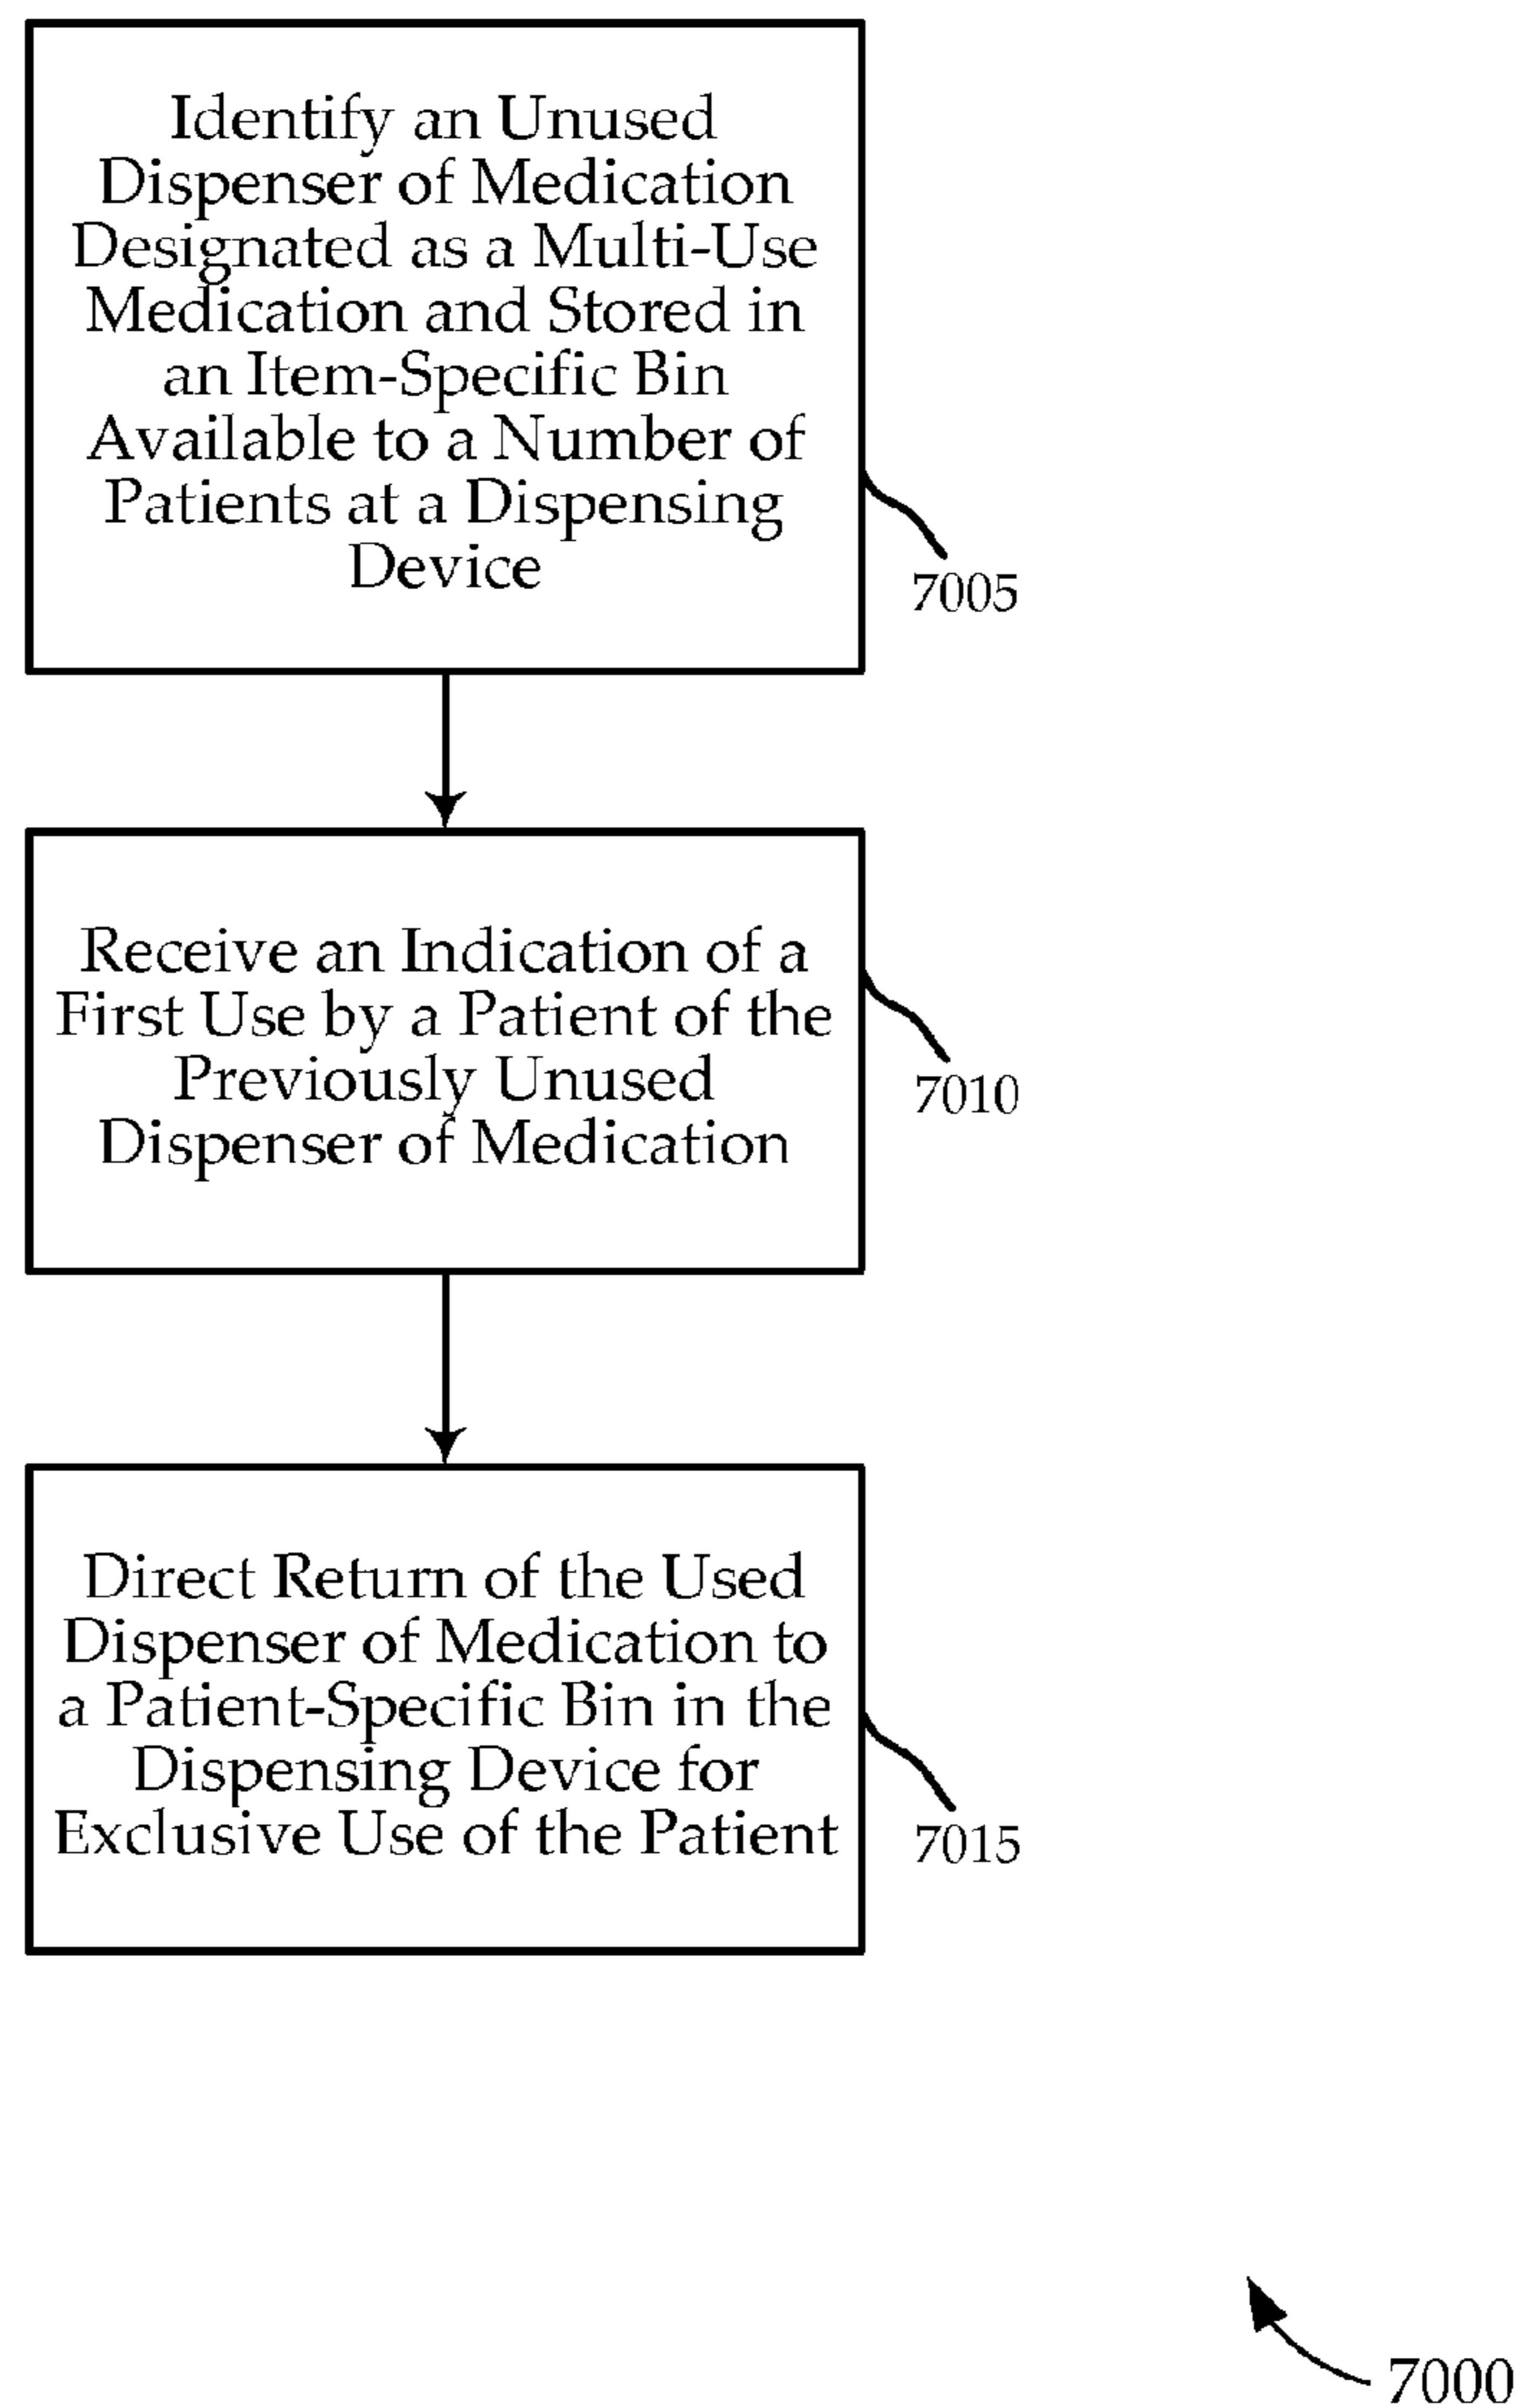 Identify an Unused
Dispenser of Medication
Designated as a Multi-Use
Medication and Stored in
an Item-Specific Bin
Available to a Number of
Patients at a Dispensing
Device
7005
Receive an Indication of a
First Use by a Patient of the
Previously Unused
Dispenser of Medication
7010
Direct Return of the Used
Dispenser of Medication to
a Patient-Specific Bin in the
Dispensing Device for
Exclusive Use of the Patient
7015
7000